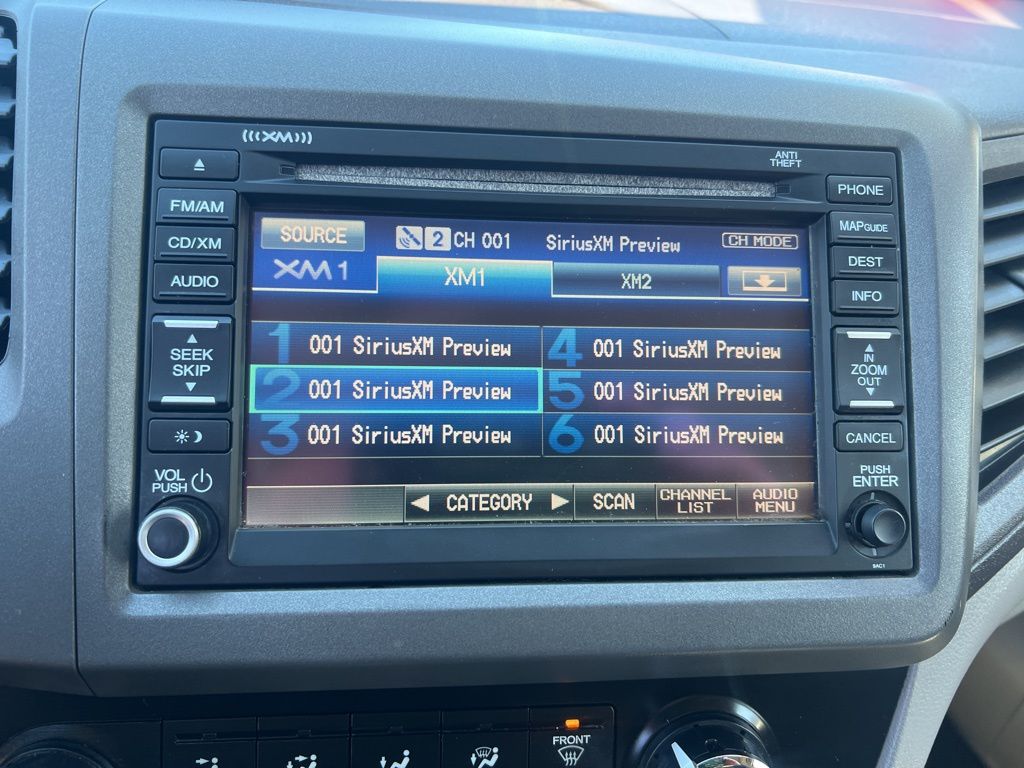 (((XM)))
ANTI
THEFT
FM/AM
CD/XM
AUDIO
SEEK
SKIP
VOL
PUSH
PHONE
MAPGUIDE
DEST
INFO
IN
ZOOM
OUT
CANCEL
PUSH
ENTER
SAC1
SOURCE
2 CH 001 SiriusXM Preview CH MODE
XM1 XM1 XM2
1 001 SiriusXM Preview 4 001 SiriusXM Preview
2 001 SiriusXM Preview 5 001 SiriusXM Preview
3 001 SiriusXM Preview 6 001 SiriusXM Preview
◄ CATEGORY ► SCAN CHANNEL LIST AUDIO MENU
FRONT